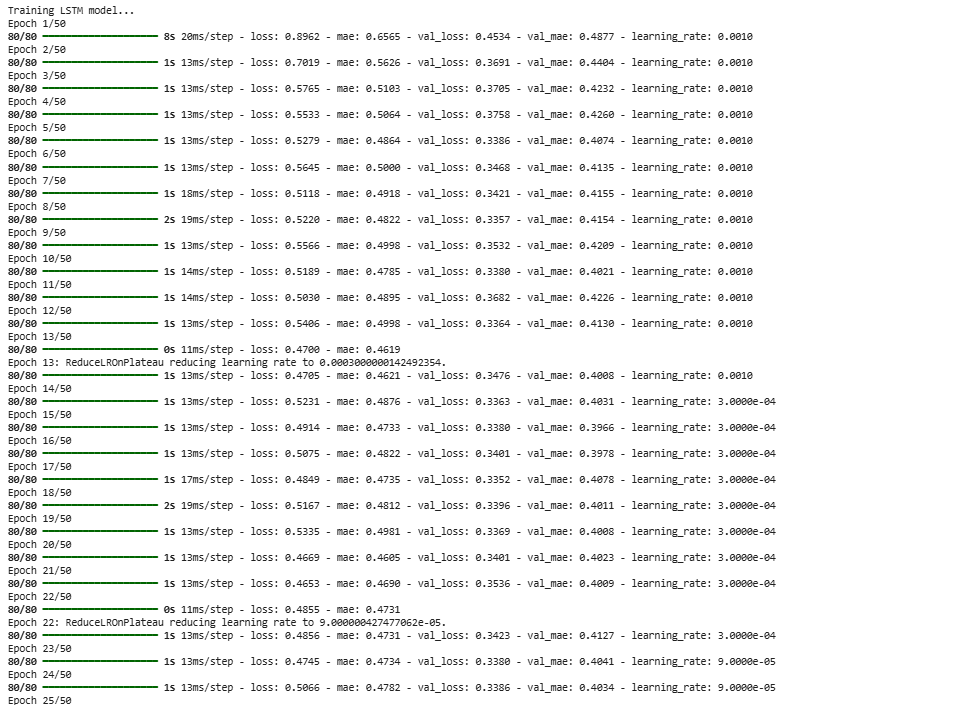 Training LSTM model...
Epoch 1/50
80/80 ━━━━━━━━━━━━━━━━━━━━ 8s 20ms/step - loss: 0.8962 - mae: 0.6565 - val_loss: 0.4534 - val_mae: 0.4877 - learning_rate: 0.0010
Epoch 2/50
80/80 ━━━━━━━━━━━━━━━━━━━━ 1s 13ms/step - loss: 0.7019 - mae: 0.5626 - val_loss: 0.3691 - val_mae: 0.4404 - learning_rate: 0.0010
Epoch 3/50
80/80 ━━━━━━━━━━━━━━━━━━━━ 1s 13ms/step - loss: 0.5765 - mae: 0.5103 - val_loss: 0.3705 - val_mae: 0.4232 - learning_rate: 0.0010
Epoch 4/50
80/80 ━━━━━━━━━━━━━━━━━━━━ 1s 13ms/step - loss: 0.5533 - mae: 0.5064 - val_loss: 0.3758 - val_mae: 0.4260 - learning_rate: 0.0010
Epoch 5/50
80/80 ━━━━━━━━━━━━━━━━━━━━ 1s 13ms/step - loss: 0.5279 - mae: 0.4864 - val_loss: 0.3386 - val_mae: 0.4074 - learning_rate: 0.0010
Epoch 6/50
80/80 ━━━━━━━━━━━━━━━━━━━━ 1s 13ms/step - loss: 0.5645 - mae: 0.5000 - val_loss: 0.3468 - val_mae: 0.4135 - learning_rate: 0.0010
Epoch 7/50
80/80 ━━━━━━━━━━━━━━━━━━━━ 1s 18ms/step - loss: 0.5118 - mae: 0.4918 - val_loss: 0.3421 - val_mae: 0.4155 - learning_rate: 0.0010
Epoch 8/50
80/80 ━━━━━━━━━━━━━━━━━━━━ 2s 19ms/step - loss: 0.5220 - mae: 0.4822 - val_loss: 0.3357 - val_mae: 0.4154 - learning_rate: 0.0010
Epoch 9/50
80/80 ━━━━━━━━━━━━━━━━━━━━ 1s 13ms/step - loss: 0.5566 - mae: 0.4998 - val_loss: 0.3532 - val_mae: 0.4209 - learning_rate: 0.0010
Epoch 10/50
80/80 ━━━━━━━━━━━━━━━━━━━━ 1s 14ms/step - loss: 0.5189 - mae: 0.4785 - val_loss: 0.3380 - val_mae: 0.4021 - learning_rate: 0.0010
Epoch 11/50
80/80 ━━━━━━━━━━━━━━━━━━━━ 1s 14ms/step - loss: 0.5030 - mae: 0.4895 - val_loss: 0.3682 - val_mae: 0.4226 - learning_rate: 0.0010
Epoch 12/50
80/80 ━━━━━━━━━━━━━━━━━━━━ 1s 13ms/step - loss: 0.5406 - mae: 0.4998 - val_loss: 0.3364 - val_mae: 0.4130 - learning_rate: 0.0010
Epoch 13/50
80/80 ━━━━━━━━━━━━━━━━━━━━ 0s 11ms/step - loss: 0.4700 - mae: 0.4619
Epoch 13: ReduceLROnPlateau reducing learning rate to 0.0003000000142492354.
80/80 ━━━━━━━━━━━━━━━━━━━━ 1s 13ms/step - loss: 0.4705 - mae: 0.4621 - val_loss: 0.3476 - val_mae: 0.4008 - learning_rate: 0.0010
Epoch 14/50
80/80 ━━━━━━━━━━━━━━━━━━━━ 1s 13ms/step - loss: 0.5231 - mae: 0.4876 - val_loss: 0.3363 - val_mae: 0.4031 - learning_rate: 3.0000e-04
Epoch 15/50
80/80 ━━━━━━━━━━━━━━━━━━━━ 1s 13ms/step - loss: 0.4914 - mae: 0.4733 - val_loss: 0.3380 - val_mae: 0.3966 - learning_rate: 3.0000e-04
Epoch 16/50
80/80 ━━━━━━━━━━━━━━━━━━━━ 1s 13ms/step - loss: 0.5075 - mae: 0.4822 - val_loss: 0.3401 - val_mae: 0.3978 - learning_rate: 3.0000e-04
Epoch 17/50
80/80 ━━━━━━━━━━━━━━━━━━━━ 1s 17ms/step - loss: 0.4849 - mae: 0.4735 - val_loss: 0.3352 - val_mae: 0.4078 - learning_rate: 3.0000e-04
Epoch 18/50
80/80 ━━━━━━━━━━━━━━━━━━━━ 2s 19ms/step - loss: 0.5167 - mae: 0.4812 - val_loss: 0.3396 - val_mae: 0.4011 - learning_rate: 3.0000e-04
Epoch 19/50
80/80 ━━━━━━━━━━━━━━━━━━━━ 1s 13ms/step - loss: 0.5335 - mae: 0.4981 - val_loss: 0.3369 - val_mae: 0.4008 - learning_rate: 3.0000e-04
Epoch 20/50
80/80 ━━━━━━━━━━━━━━━━━━━━ 1s 13ms/step - loss: 0.4669 - mae: 0.4605 - val_loss: 0.3401 - val_mae: 0.4023 - learning_rate: 3.0000e-04
Epoch 21/50
80/80 ━━━━━━━━━━━━━━━━━━━━ 1s 13ms/step - loss: 0.4653 - mae: 0.4690 - val_loss: 0.3536 - val_mae: 0.4009 - learning_rate: 3.0000e-04
Epoch 22/50
80/80 ━━━━━━━━━━━━━━━━━━━━ 0s 11ms/step - loss: 0.4855 - mae: 0.4731
Epoch 22: ReduceLROnPlateau reducing learning rate to 9.000000427477062e-05.
80/80 ━━━━━━━━━━━━━━━━━━━━ 1s 13ms/step - loss: 0.4856 - mae: 0.4731 - val_loss: 0.3423 - val_mae: 0.4127 - learning_rate: 3.0000e-04
Epoch 23/50
80/80 ━━━━━━━━━━━━━━━━━━━━ 1s 13ms/step - loss: 0.4745 - mae: 0.4734 - val_loss: 0.3380 - val_mae: 0.4041 - learning_rate: 9.0000e-05
Epoch 24/50
80/80 ━━━━━━━━━━━━━━━━━━━━ 1s 13ms/step - loss: 0.5066 - mae: 0.4782 - val_loss: 0.3386 - val_mae: 0.4034 - learning_rate: 9.0000e-05
Epoch 25/50